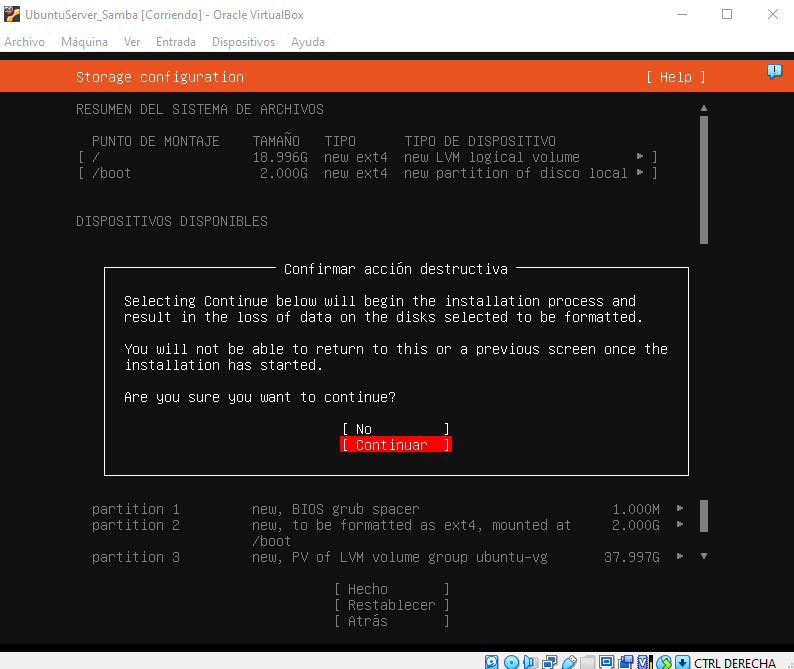 UbuntuServer_Samba [Corriendo] - Oracle VirtualBox
Archivo Máquina Ver Entrada Dispositivos Ayuda
Storage configuration [ Help ]
RESUMEN DEL SISTEMA DE ARCHIVOS
PUNTO DE MONTAJE TAMAÑO TIPO TIPO DE DISPOSITIVO
[ / 18.996G new ext4 new LVM logical volume ▸ ]
[ /boot 2.000G new ext4 new partition of disco local ▸ ]
DISPOSITIVOS DISPONIBLES
Confirmar acción destructiva
Selecting Continue below will begin the installation process and
result in the loss of data on the disks selected to be formatted.
You will not be able to return to this or a previous screen once the
installation has started.
Are you sure you want to continue?
[ No ]
[ Continuar ]
partition 1 new, BIOS grub spacer 1.000M ▸
partition 2 new, to be formatted as ext4, mounted at 2.000G ▸
/boot
partition 3 new, PV of LVM volume group ubuntu-vg 37.997G ▸
[ Hecho ]
[ Restablecer ]
[ Atrás ]
CTRL DERECHA